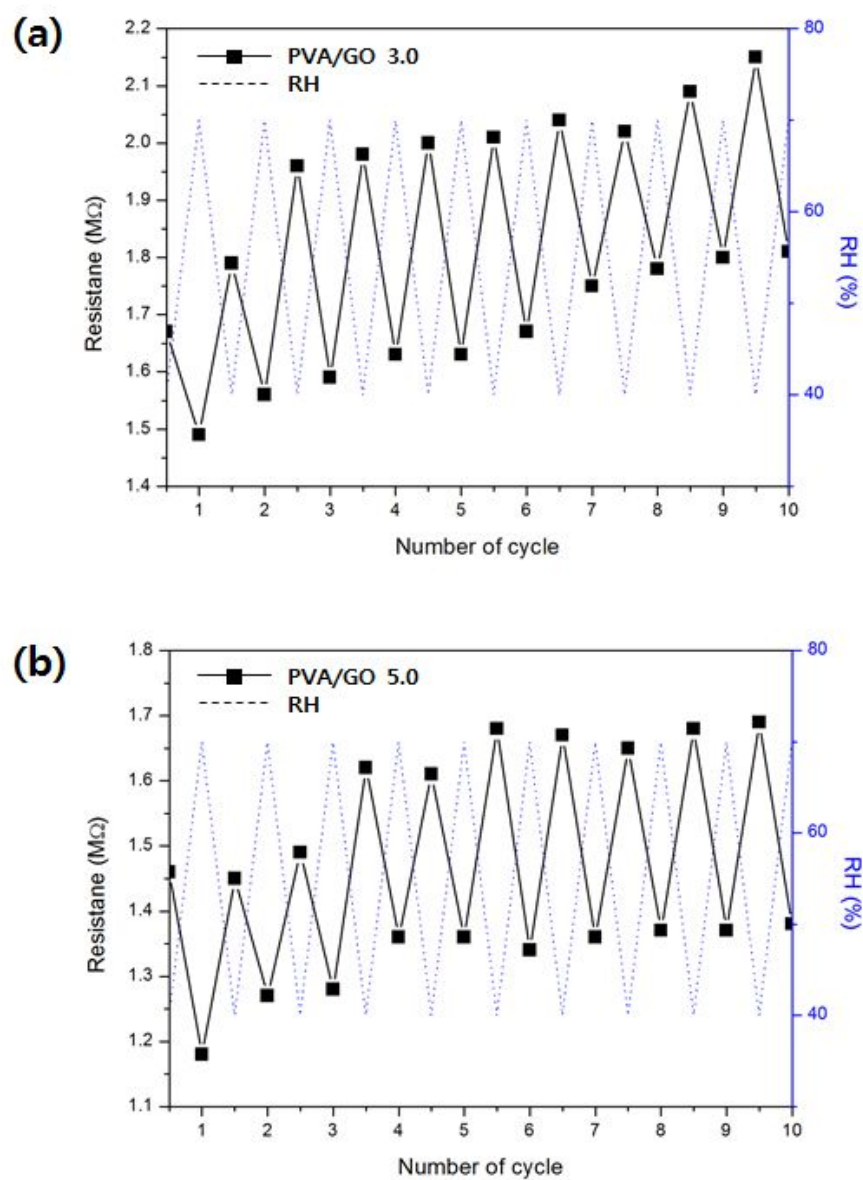 (a)
PVA/GO 3.0
RH
2.2
2.1
2.0
1.9
1.8
1.7
1.6
1.5
1.4
Resistane (MΩ)
80
60
40
RH (%)
1 2 3 4 5 6 7 8 9 10
Number of cycle
(b)
PVA/GO 5.0
RH
1.8
1.7
1.6
1.5
1.4
1.3
1.2
1.1
Resistane (MΩ)
80
60
40
RH (%)
1 2 3 4 5 6 7 8 9 10
Number of cycle